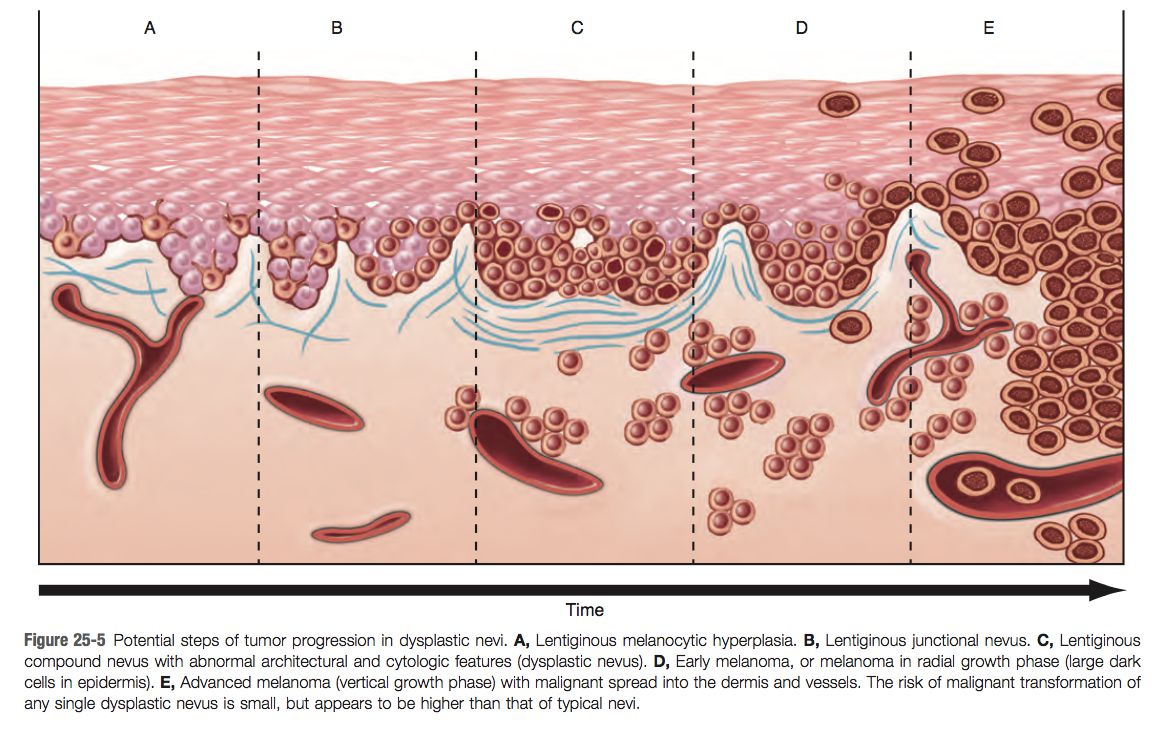 A B C D E
Time
Figure 25-5 Potential steps of tumor progression in dysplastic nevi. A, Lentiginous melanocytic hyperplasia. B, Lentiginous junctional nevus. C, Lentiginous
compound nevus with abnormal architectural and cytologic features (dysplastic nevus). D, Early melanoma, or melanoma in radial growth phase (large dark
cells in epidermis). E, Advanced melanoma (vertical growth phase) with malignant spread into the dermis and vessels. The risk of malignant transformation of
any single dysplastic nevus is small, but appears to be higher than that of typical nevi.